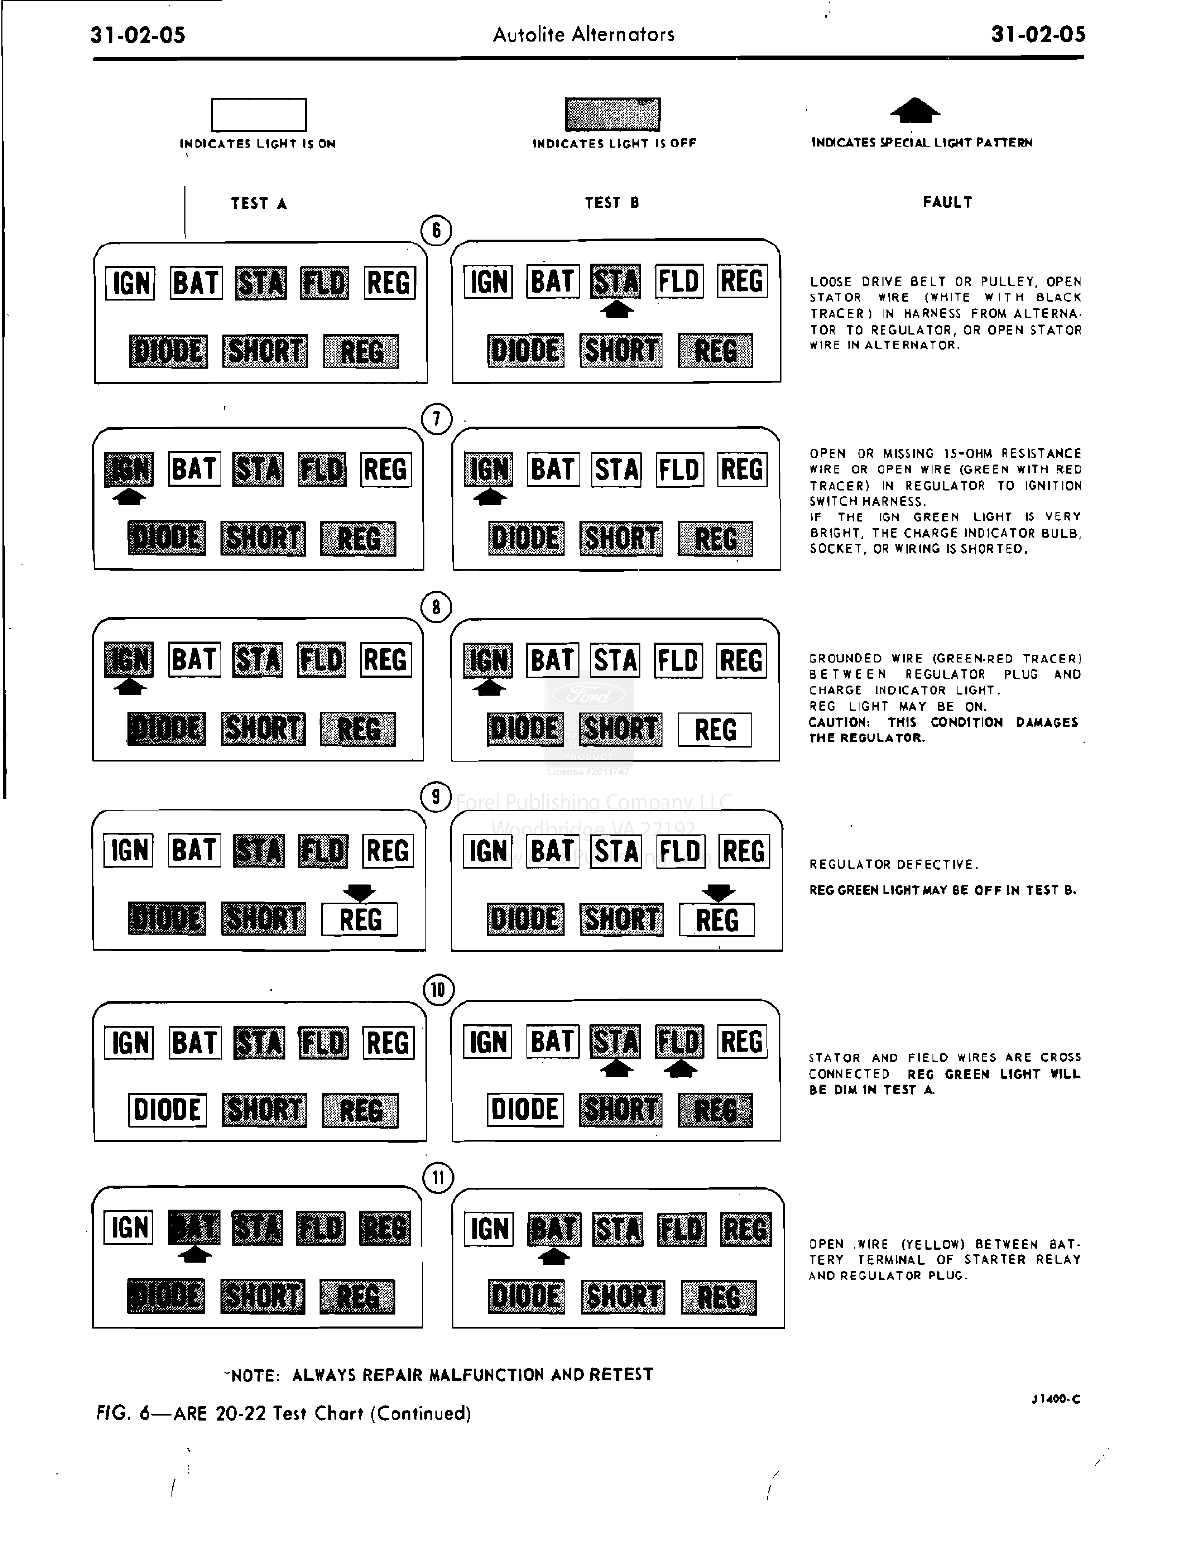 31-02-05 Autolite Alternators 31-02-05
INDICATES LIGHT IS ON INDICATES LIGHT IS OFF INDICATES SPECIAL LIGHT PATTERN
TEST A TEST B FAULT
6
IGN BAT STA FLD REG IGN BAT STA FLD REG
DIODE SHORT REG DIODE SHORT REG
LOOSE DRIVE BELT OR PULLEY, OPEN
STATOR WIRE (WHITE WITH BLACK
TRACER) IN HARNESS FROM ALTERNA-
TOR TO REGULATOR, OR OPEN STATOR
WIRE IN ALTERNATOR.
7
IGN BAT STA FLD REG IGN BAT STA FLD REG
DIODE SHORT REG DIODE SHORT REG
OPEN OR MISSING 15-OHM RESISTANCE
WIRE OR OPEN WIRE (GREEN WITH RED
TRACER) IN REGULATOR TO IGNITION
SWITCH HARNESS.
IF THE IGN GREEN LIGHT IS VERY
BRIGHT, THE CHARGE INDICATOR BULB,
SOCKET, OR WIRING IS SHORTED.
8
IGN BAT STA FLD REG IGN BAT STA FLD REG
DIODE SHORT REG DIODE SHORT REG
GROUNDED WIRE (GREEN-RED TRACER)
BETWEEN REGULATOR PLUG AND
CHARGE INDICATOR LIGHT.
REG LIGHT MAY BE ON.
CAUTION: THIS CONDITION DAMAGES
THE REGULATOR.
Ford
License #2011747
Forel Publishing Company, LLC
Woodbridge VA 22192
9
IGN BAT STA FLD REG IGN BAT STA FLD REG
DIODE SHORT REG DIODE SHORT REG
REGULATOR DEFECTIVE.
REG GREEN LIGHT MAY BE OFF IN TEST B.
10
IGN BAT STA FLD REG IGN BAT STA FLD REG
DIODE SHORT REG DIODE SHORT REG
STATOR AND FIELD WIRES ARE CROSS
CONNECTED REG GREEN LIGHT WILL
BE DIM IN TEST A.
11
IGN BAT STA FLD REG IGN BAT STA FLD REG
DIODE SHORT REG DIODE SHORT REG
OPEN WIRE (YELLOW) BETWEEN BAT-
TERY TERMINAL OF STARTER RELAY
AND REGULATOR PLUG.
NOTE: ALWAYS REPAIR MALFUNCTION AND RETEST
J1400-C
FIG. 6—ARE 20-22 Test Chart (Continued)